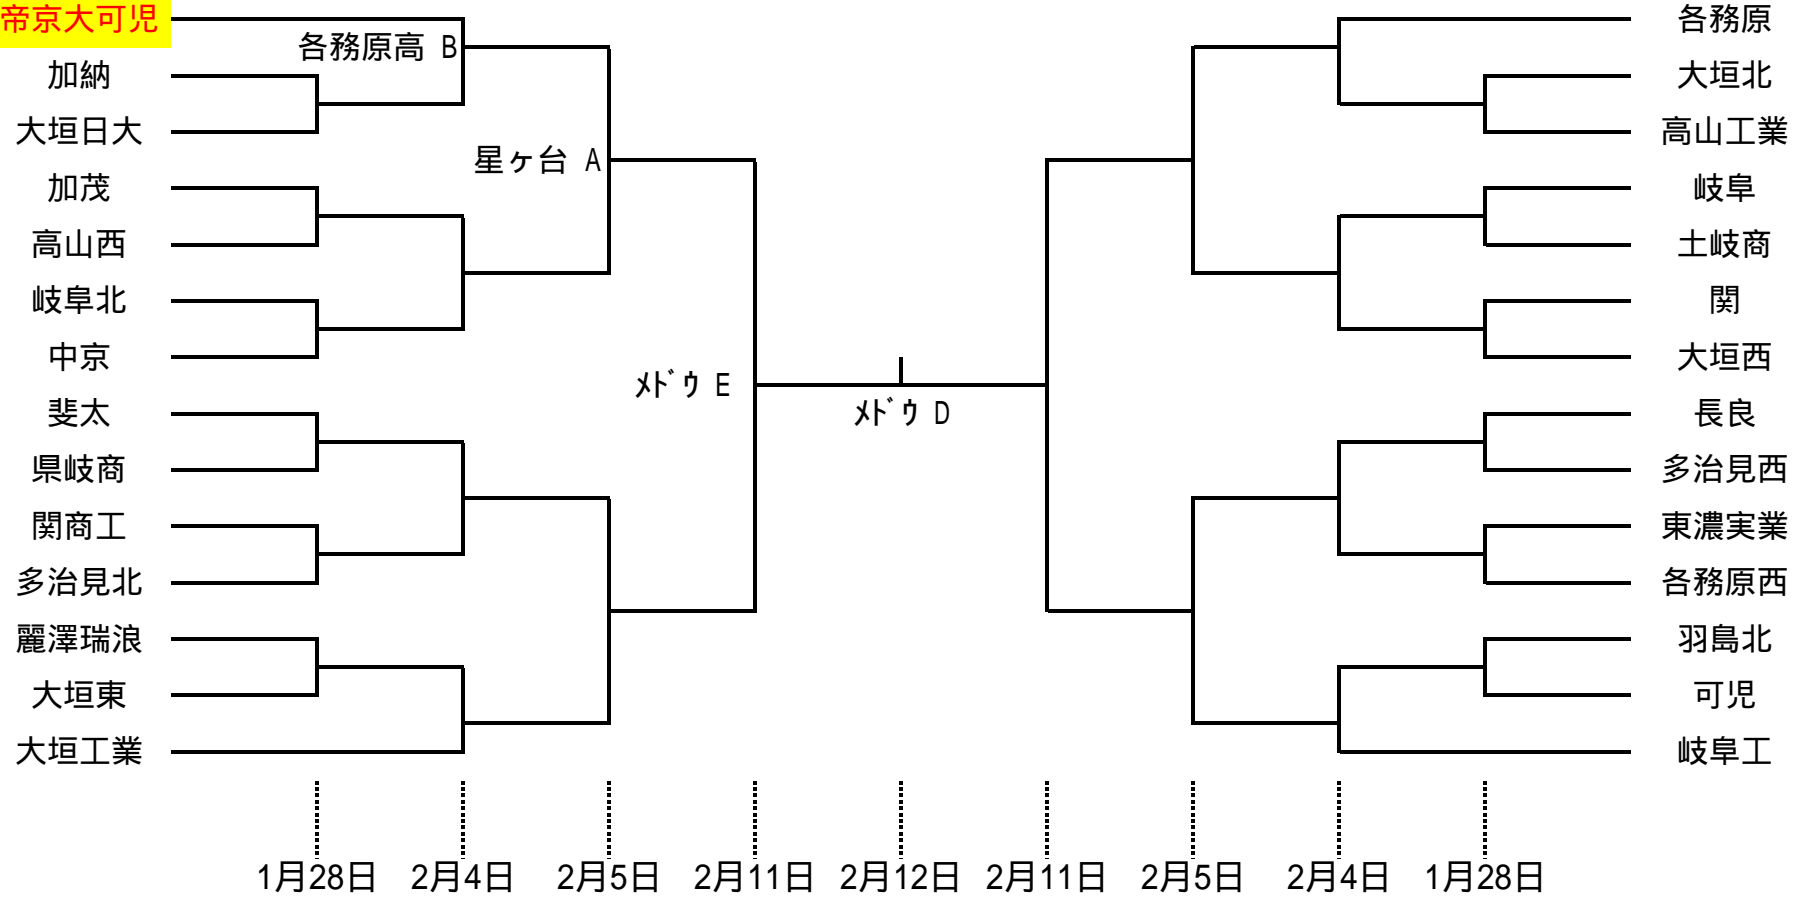 帝京大可児
加納
大垣日大
加茂
高山西
岐阜北
中京
斐太
県岐商
関商工
多治見北
麗澤瑞浪
大垣東
大垣工業
各務原高 B
星ヶ台 A
ﾒﾄﾞｳ E
ﾒﾄﾞｳ D
各務原
大垣北
高山工業
岐阜
土岐商
関
大垣西
長良
多治見西
東濃実業
各務原西
羽島北
可児
岐阜工
1月28日 2月4日 2月5日 2月11日 2月12日 2月11日 2月5日 2月4日 1月28日